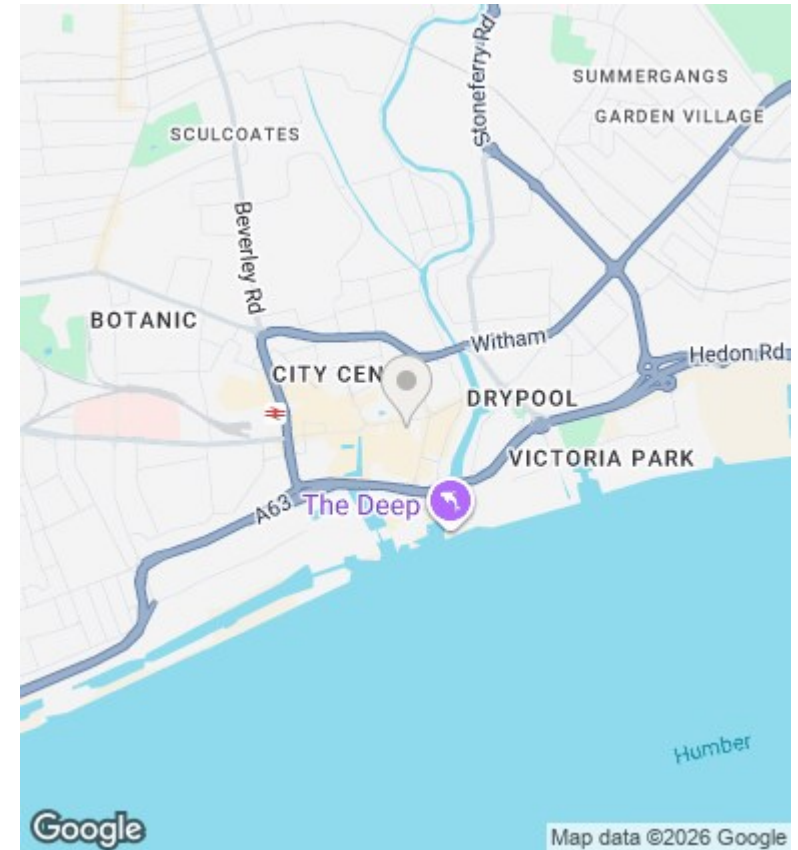 Stoneferry Rd
SUMMERGANGS
GARDEN VILLAGE
SCULCOATES
Beverley Rd
BOTANIC
Witham
Hedon Rd
CITY CEN
DRYPOOL
VICTORIA PARK
A63
The Deep
Humber
Google
Map data ©2026 Google